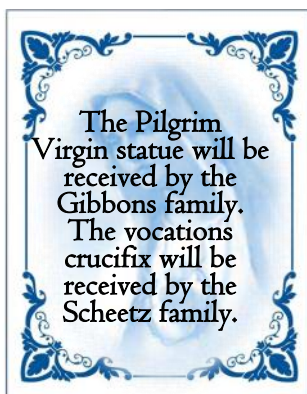 The Pilgrim
Virgin statue will be
received by the
Gibbons family.
The vocations
crucifix will be
received by the
Scheetz family.